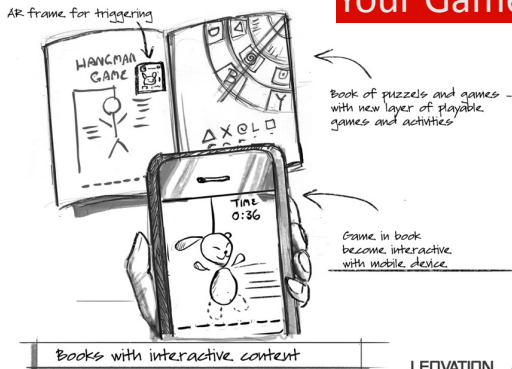 Your Game
AR frame for triggering
HANGMAN
GAME
Book of puzzels and games -
with new layer of playable
games and activities
TIME
0:36
Game in book
become interactive
with mobile device
Books with interactive content